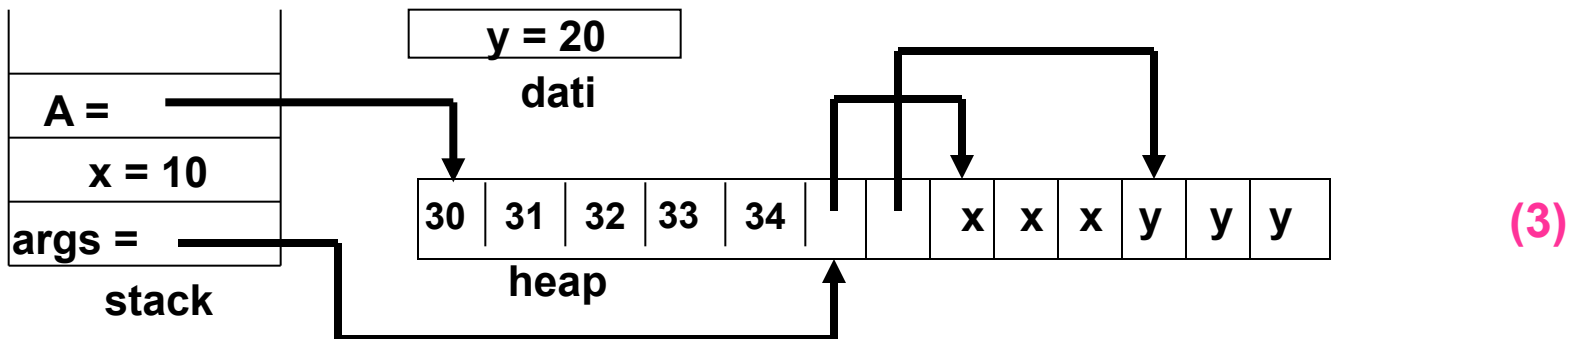 y = 20
dati
A =
x = 10
args =
stack
30 31 32 33 34 x x x y y y
heap
(3)